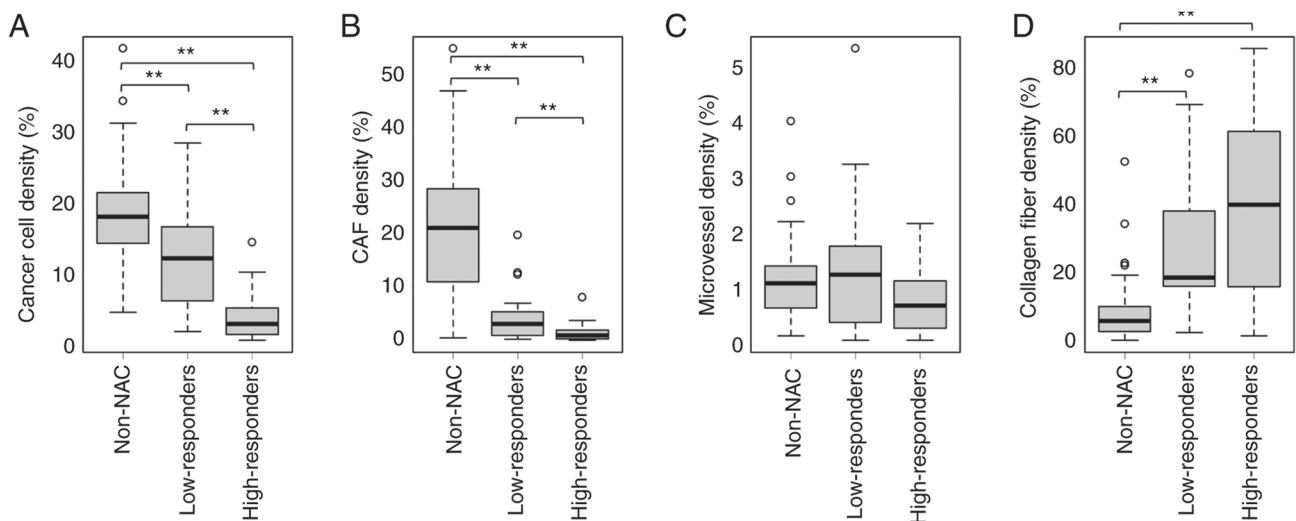 A
Cancer cell density (%)
40
30
20
10
0
**
**
**
Non-NAC
Low-responders
High-responders
B
CAF density (%)
50
40
30
20
10
0
**
**
**
Non-NAC
Low-responders
High-responders
C
Microvessel density (%)
5
4
3
2
1
0
Non-NAC
Low-responders
High-responders
D
Collagen fiber density (%)
80
60
40
20
0
**
**
Non-NAC
Low-responders
High-responders